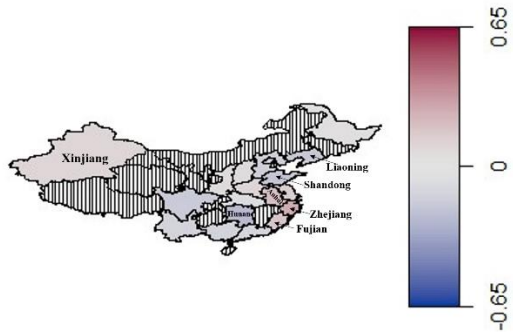 0.65
0
-0.65
Xinjiang
Liaoning
Shandong
Anhui
Hunan
Zhejiang
Fujian